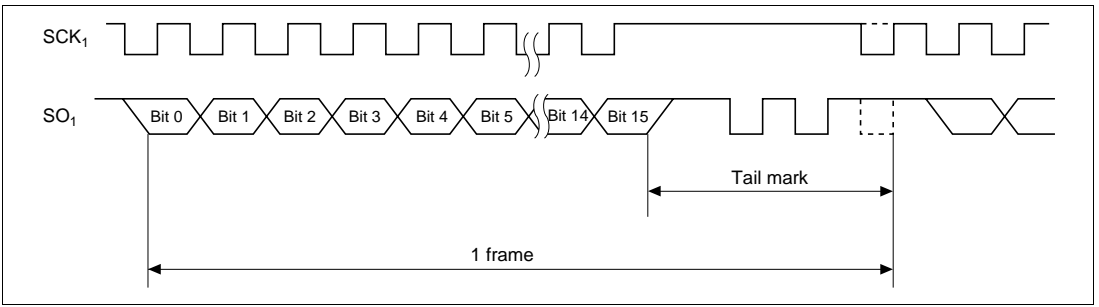 SCK₁
SO₁ Bit 0 Bit 1 Bit 2 Bit 3 Bit 4 Bit 5 Bit 14 Bit 15
Tail mark
1 frame